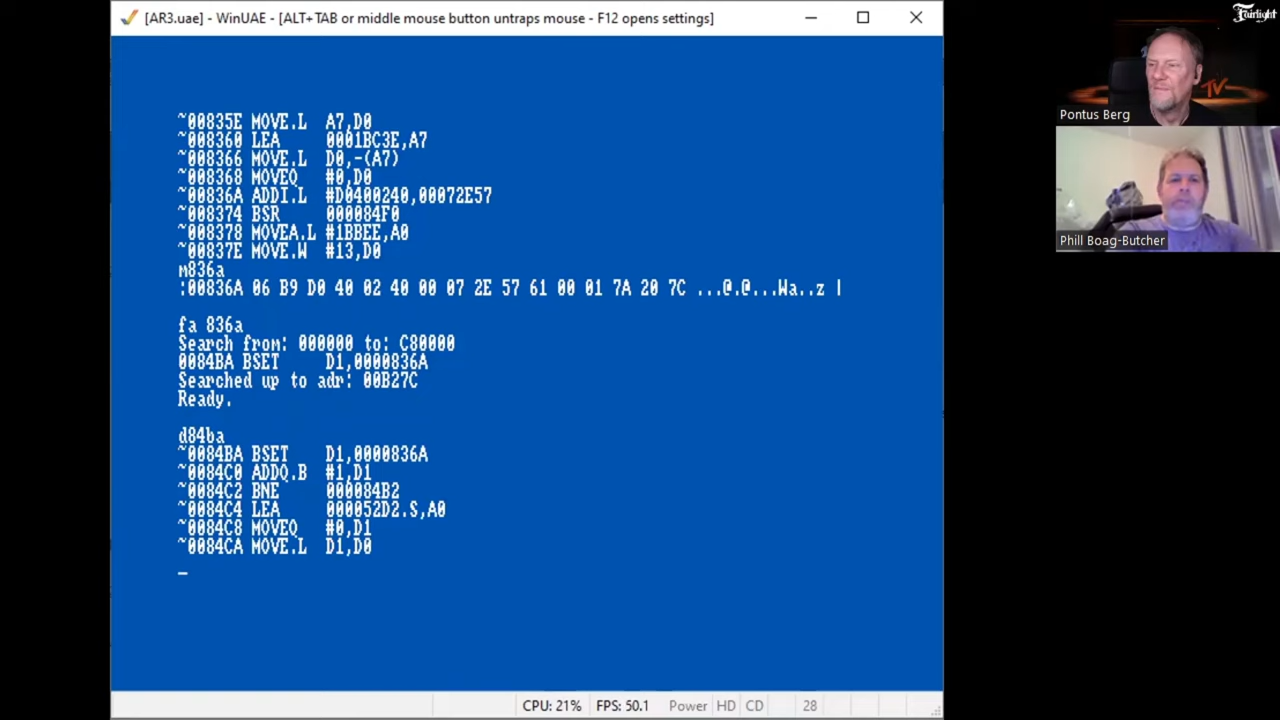 [AR3.uae] - WinUAE - [ALT+TAB or middle mouse button untraps mouse - F12 opens settings]
~00835E MOVE.L A7,D0
~008360 LEA 0001BC3E,A7
~008366 MOVE.L D0,-(A7)
~008368 MOVEQ #0,D0
~00836A ADDI.L #D0400240,00072E57
~008374 BSR 000084F0
~008378 MOVEA.L #1BBEE,A0
~00837E MOVE.W #13,D0
m836a
:00836A 06 B9 D0 40 02 40 00 07 2E 57 61 00 01 7A 20 7C ...@.@...Wa..z |
fa 836a
Search from: 000000 to: C80000
0084BA BSET D1,0000836A
Searched up to adr: 00B27C
Ready.
d84ba
~0084BA BSET D1,0000836A
~0084C0 ADDQ.B #1,D1
~0084C2 BNE 000084B2
~0084C4 LEA 000052D2.S,A0
~0084C8 MOVEQ #0,D1
~0084CA MOVE.L D1,D0
_
CPU: 21% FPS: 50.1 Power HD CD 28
Fairlight
TV
Pontus Berg
Phill Boag-Butcher